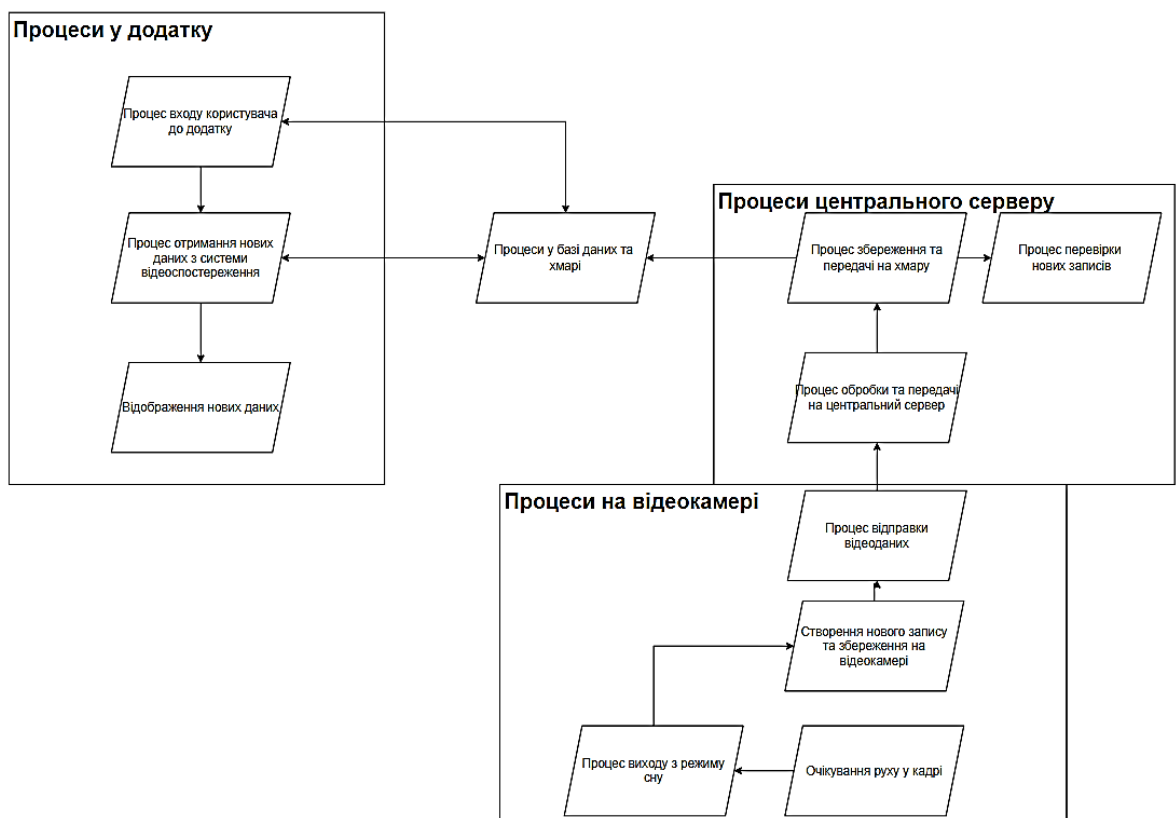 Процеси у додатку
Процес входу користувача
до додатку
Процес отримання нових
даних з системи
відеоспостереження
Відображення нових даних
Процеси у базі даних та
хмарі
Процеси центрального серверу
Процес збереження та
передачі на хмару
Процес перевірки
нових записів
Процес обробки та передачі
на центральний сервер
Процеси на відеокамері
Процес відправки
відеоданих
Створення нового запису
та збереження на
відеокамері
Процес виходу з режиму
сну
Очікування руху у кадрі